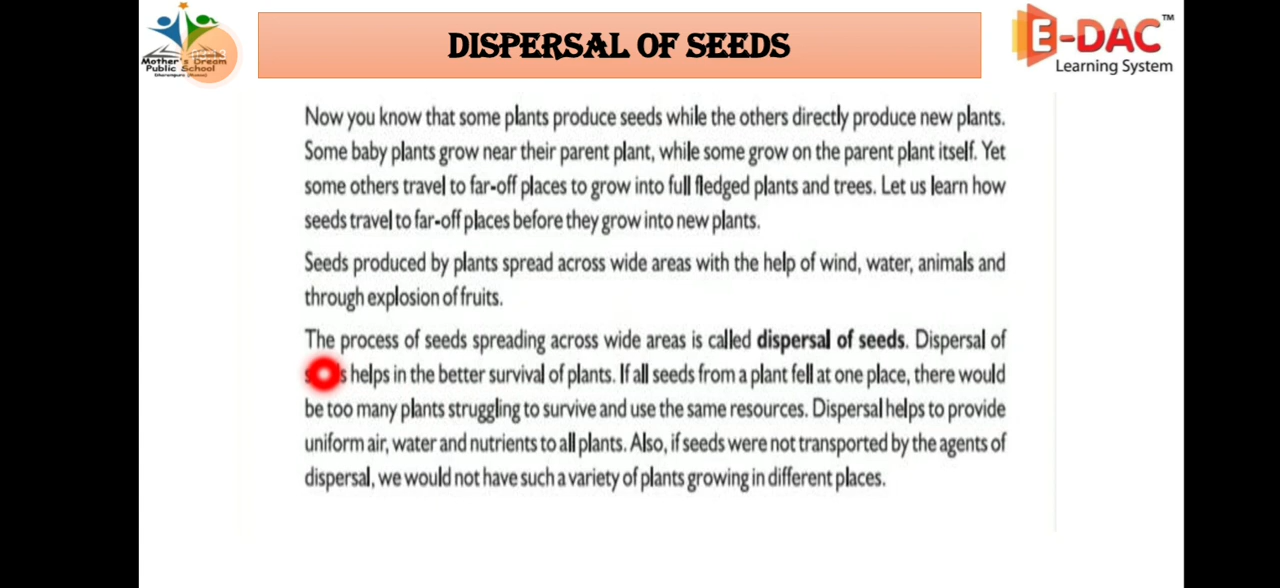 DISPERSAL OF SEEDS
Mother's Dream
Public School
E-DAC™
Learning System
Now you know that some plants produce seeds while the others directly produce new plants.
Some baby plants grow near their parent plant, while some grow on the parent plant itself. Yet
some others travel to far-off places to grow into full fledged plants and trees. Let us learn how
seeds travel to far-off places before they grow into new plants.
Seeds produced by plants spread across wide areas with the help of wind, water, animals and
through explosion of fruits.
The process of seeds spreading across wide areas is called dispersal of seeds. Dispersal of
helps in the better survival of plants. If all seeds from a plant fell at one place, there would
be too many plants struggling to survive and use the same resources. Dispersal helps to provide
uniform air, water and nutrients to all plants. Also, if seeds were not transported by the agents of
dispersal, we would not have such a variety of plants growing in different places.